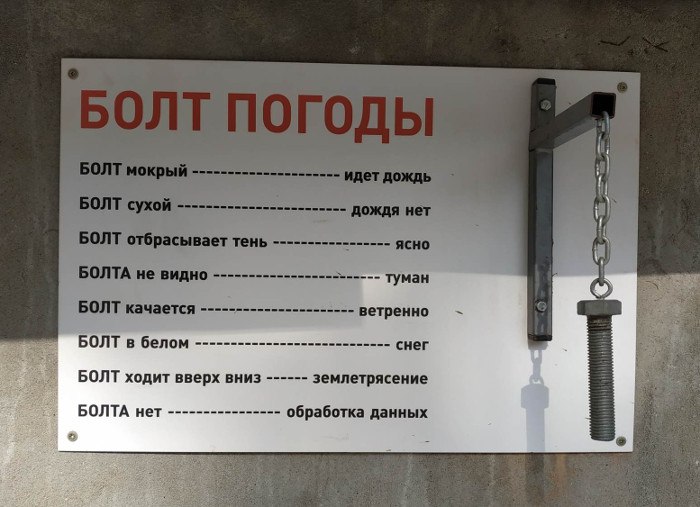 БОЛТ ПОГОДЫ
БОЛТ мокрый ---------------------- идет дождь
БОЛТ сухой ------------------------- дождя нет
БОЛТ отбрасывает тень ----------------- ясно
БОЛТА не видно ------------------------- туман
БОЛТ качается ----------------------- ветренно
БОЛТ в белом ----------------------------- снег
БОЛТ ходит вверх вниз ------ землетрясение
БОЛТА нет ----------------- обработка данных